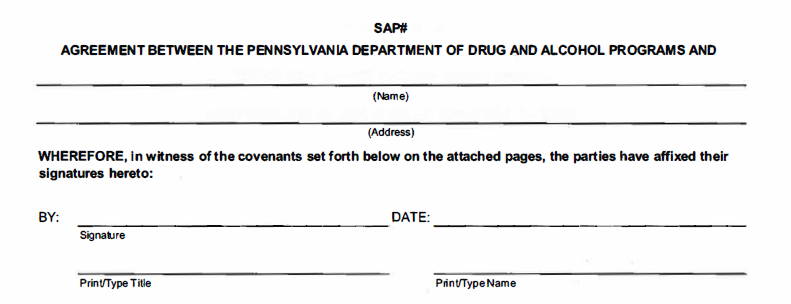 SAP#
AGREEMENT BETWEEN THE PENNSYLVANIA DEPARTMENT OF DRUG AND ALCOHOL PROGRAMS AND
(Name)
(Address)
WHEREFORE, in witness of the covenants set forth below on the attached pages, the parties have affixed their
signatures hereto:
BY: DATE:
Signature
Print/Type Title Print/Type Name